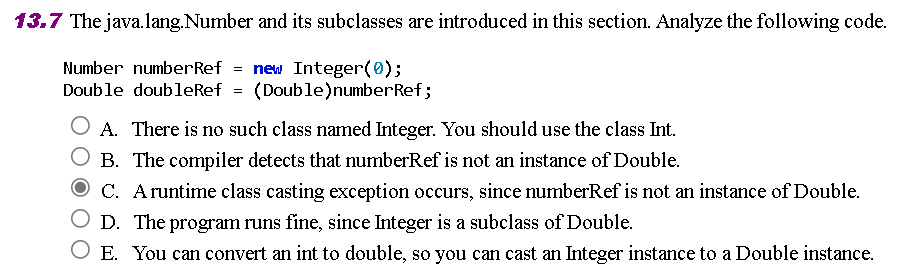 13.7 The java.lang.Number and its subclasses are introduced in this section. Analyze the following code.
Number numberRef = new Integer(0);
Double doubleRef = (Double)numberRef;
A. There is no such class named Integer. You should use the class Int.
B. The compiler detects that numberRef is not an instance of Double.
C. A runtime class casting exception occurs, since numberRef is not an instance of Double.
D. The program runs fine, since Integer is a subclass of Double.
E. You can convert an int to double, so you can cast an Integer instance to a Double instance.